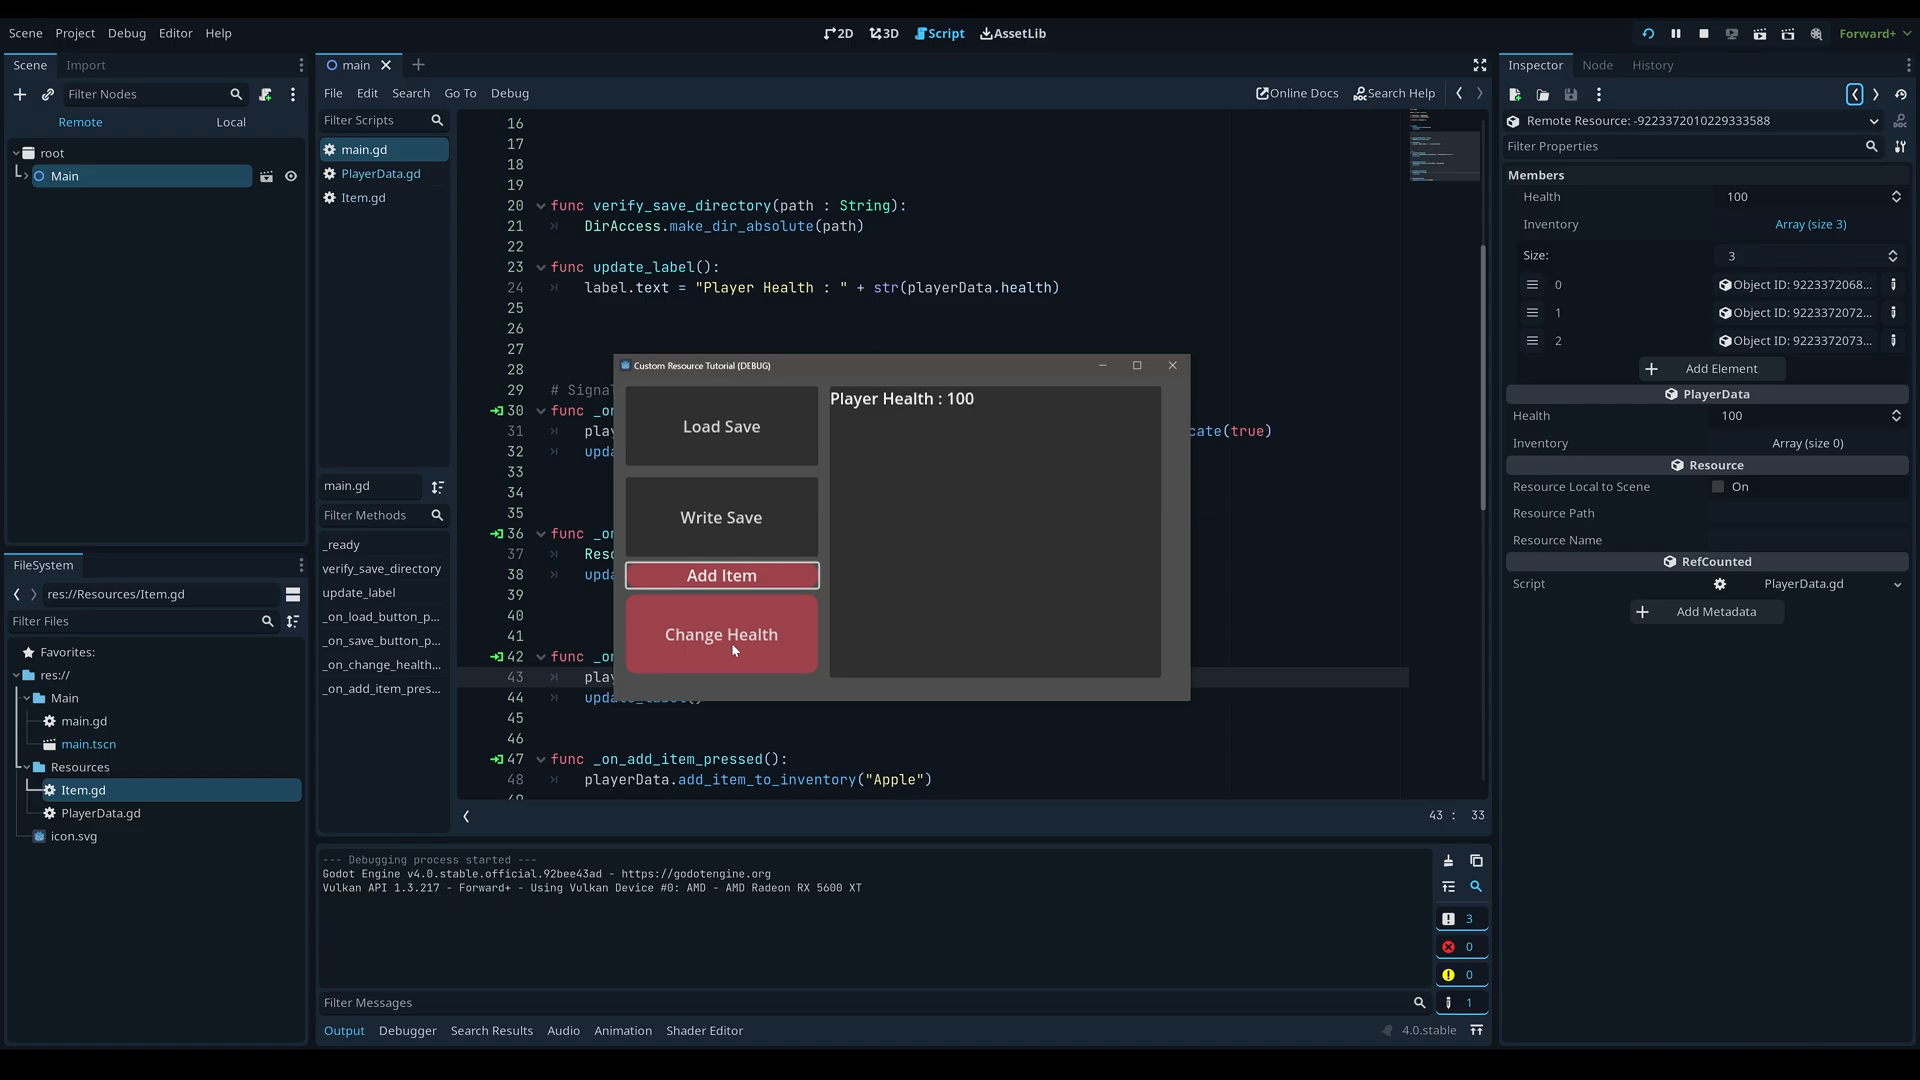 Scene Project Debug Editor Help
2D 3D Script AssetLib
Forward+
Scene Import
Filter Nodes
Remote Local
root
Main
main
File Edit Search Go To Debug
Online Docs Search Help
Filter Scripts
main.gd
PlayerData.gd
Item.gd
main.gd
Filter Methods
_ready
verify_save_directory
update_label
_on_load_button_p...
_on_save_button_p...
_on_change_health...
_on_add_item_pres...
16
17
18
19
20 func verify_save_directory(path : String):
21 DirAccess.make_dir_absolute(path)
22
23 func update_label():
24 label.text = "Player Health : " + str(playerData.health)
25
26
27
28
29 # Signa
30 func _on
31 play cate(true)
32 upda
33
34
35
36 func _on
37 Reso
38 upda
39
40
41
42 func _on
43 play
44 update_label()
45
46
47 func _on_add_item_pressed():
48 playerData.add_item_to_inventory("Apple")
43 : 33
Custom Resource Tutorial (DEBUG)
Load Save
Write Save
Add Item
Change Health
Player Health : 100
FileSystem
res://Resources/Item.gd
Filter Files
Favorites:
res://
Main
main.gd
main.tscn
Resources
Item.gd
PlayerData.gd
icon.svg
--- Debugging process started ---
Godot Engine v4.0.stable.official.92bee43ad - https://godotengine.org
Vulkan API 1.3.217 - Forward+ - Using Vulkan Device #0: AMD - AMD Radeon RX 5600 XT
3
0
0
1
Filter Messages
Output Debugger Search Results Audio Animation Shader Editor
4.0.stable
Inspector Node History
Remote Resource: -9223372010229333588
Filter Properties
Members
Health 100
Inventory Array (size 3)
Size: 3
0 Object ID: 9223372068...
1 Object ID: 9223372072...
2 Object ID: 9223372073...
Add Element
PlayerData
Health 100
Inventory Array (size 0)
Resource
Resource Local to Scene On
Resource Path
Resource Name
RefCounted
Script PlayerData.gd
Add Metadata